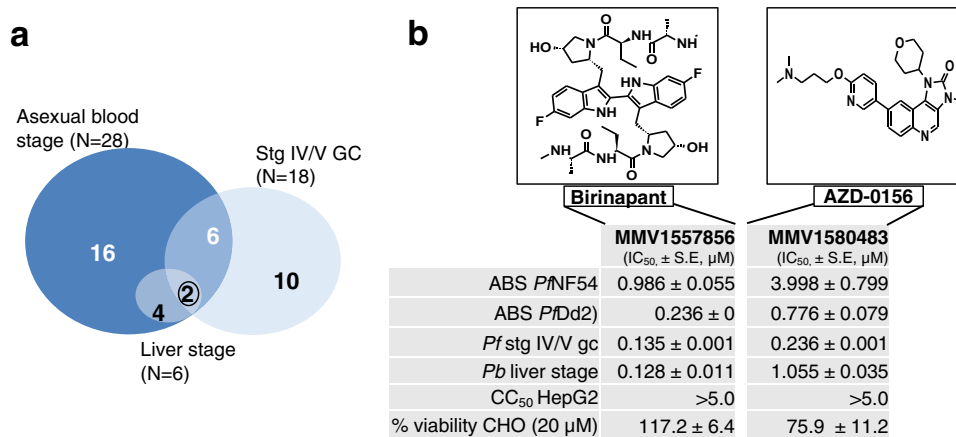 a
Asexual blood
stage (N=28)
Stg IV/V GC
(N=18)
16
6
10
2
4
Liver stage
(N=6)
b
HO
N
O
HN
O
N
H
F
HN
NH
F
NH
O
HN
O
N
OH
O
N
O
N
N
O
N
N
Birinapant
AZD-0156
MMV1557856 MMV1580483
(IC50, ± S.E, µM) (IC50, ± S.E, µM)
ABS PfNF54 0.986 ± 0.055 3.998 ± 0.799
ABS PfDd2) 0.236 ± 0 0.776 ± 0.079
Pf stg IV/V gc 0.135 ± 0.001 0.236 ± 0.001
Pb liver stage 0.128 ± 0.011 1.055 ± 0.035
CC50 HepG2 >5.0 >5.0
% viability CHO (20 µM) 117.2 ± 6.4 75.9 ± 11.2